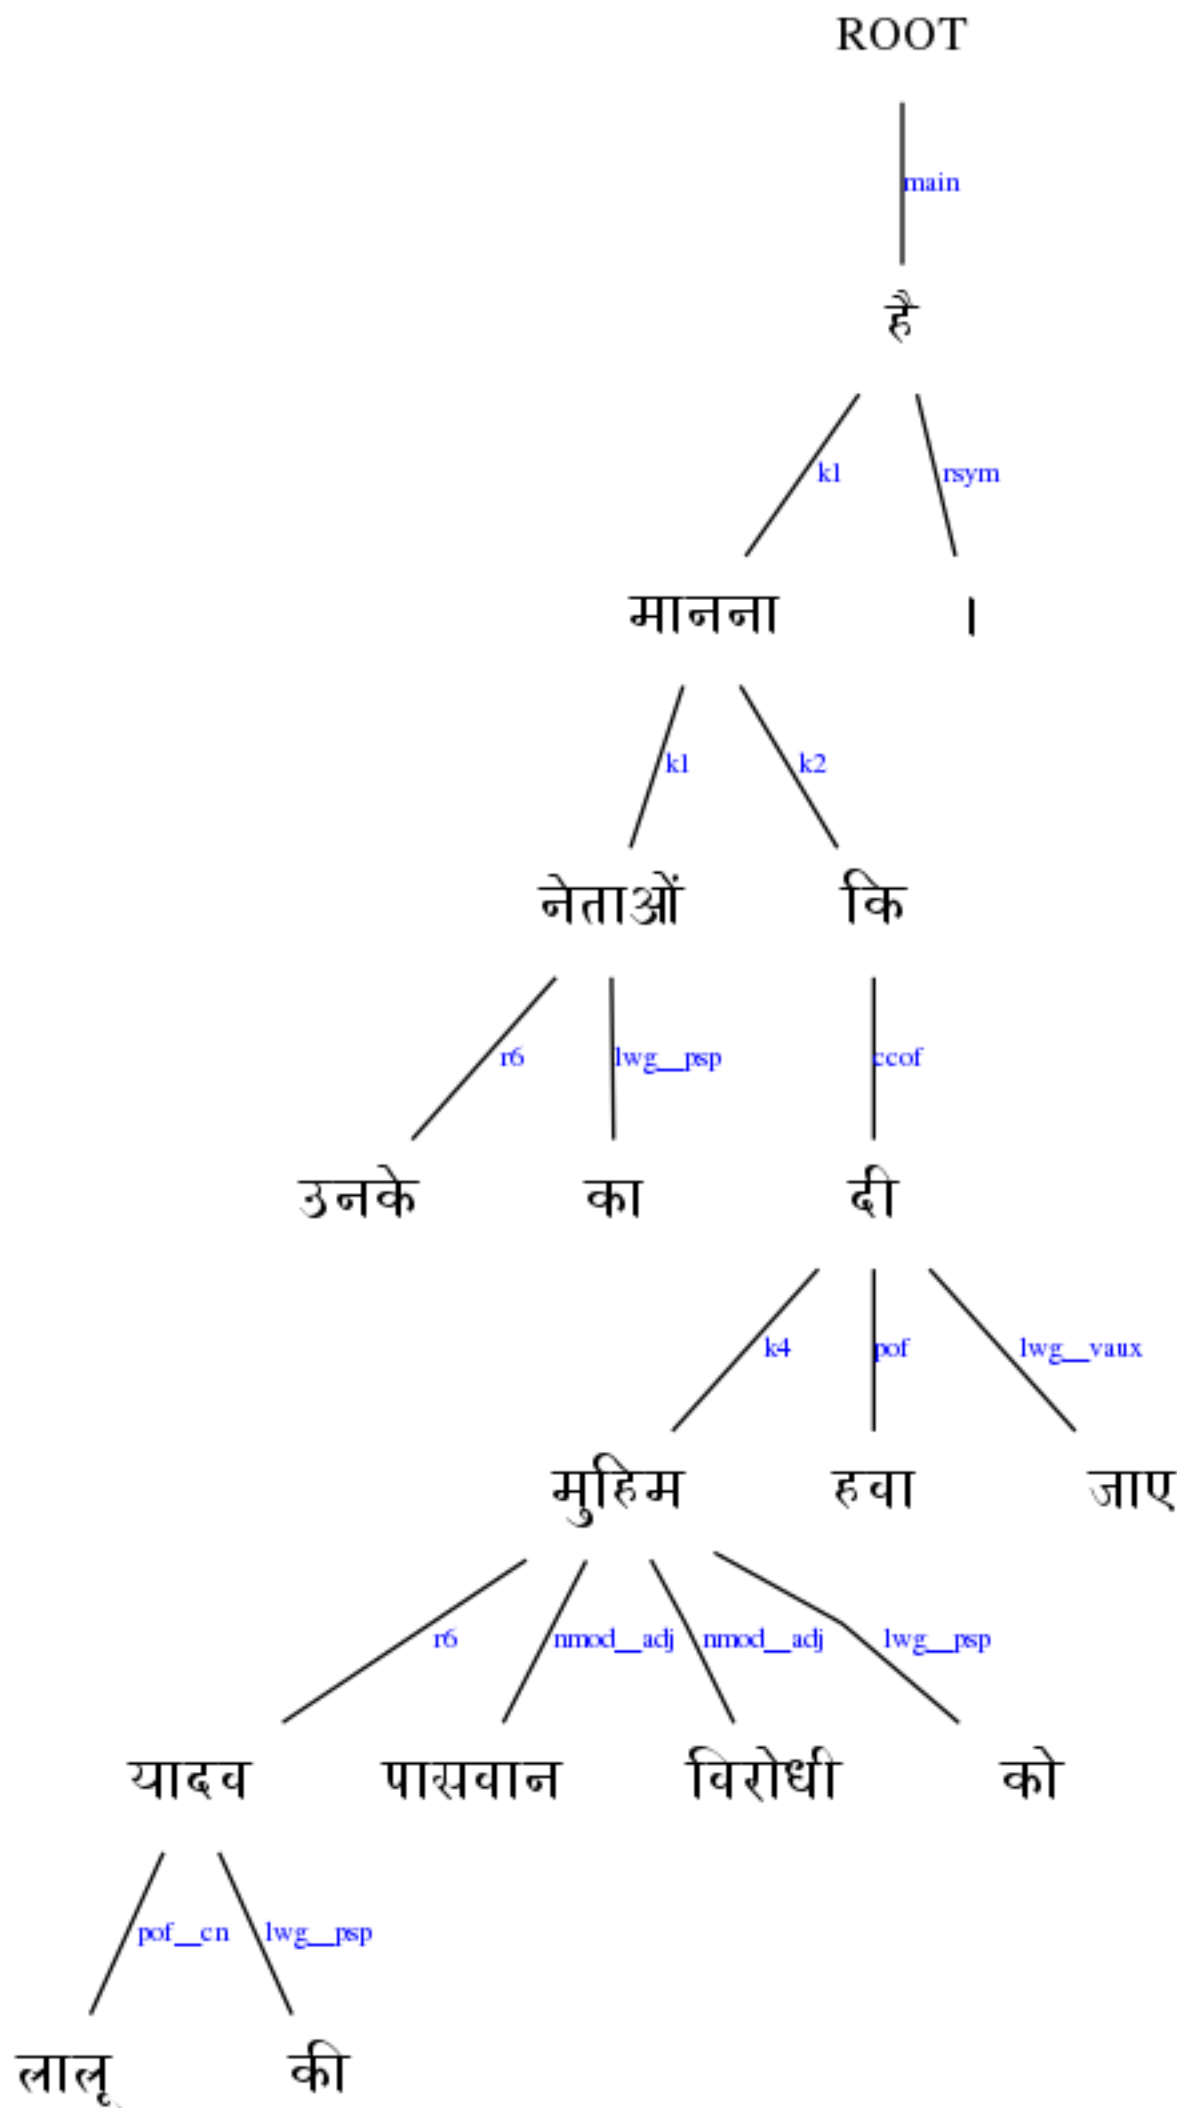 ROOT
main
है
k1 rsym
मानना ।
k1 k2
नेताओं कि
r6 lwg__psp ccof
उनके का दी
k4 pof lwg__vaux
मुहिम हवा जाए
r6 nmod__adj nmod__adj lwg__psp
यादव पासवान विरोधी को
pof__cn lwg__psp
लालू की